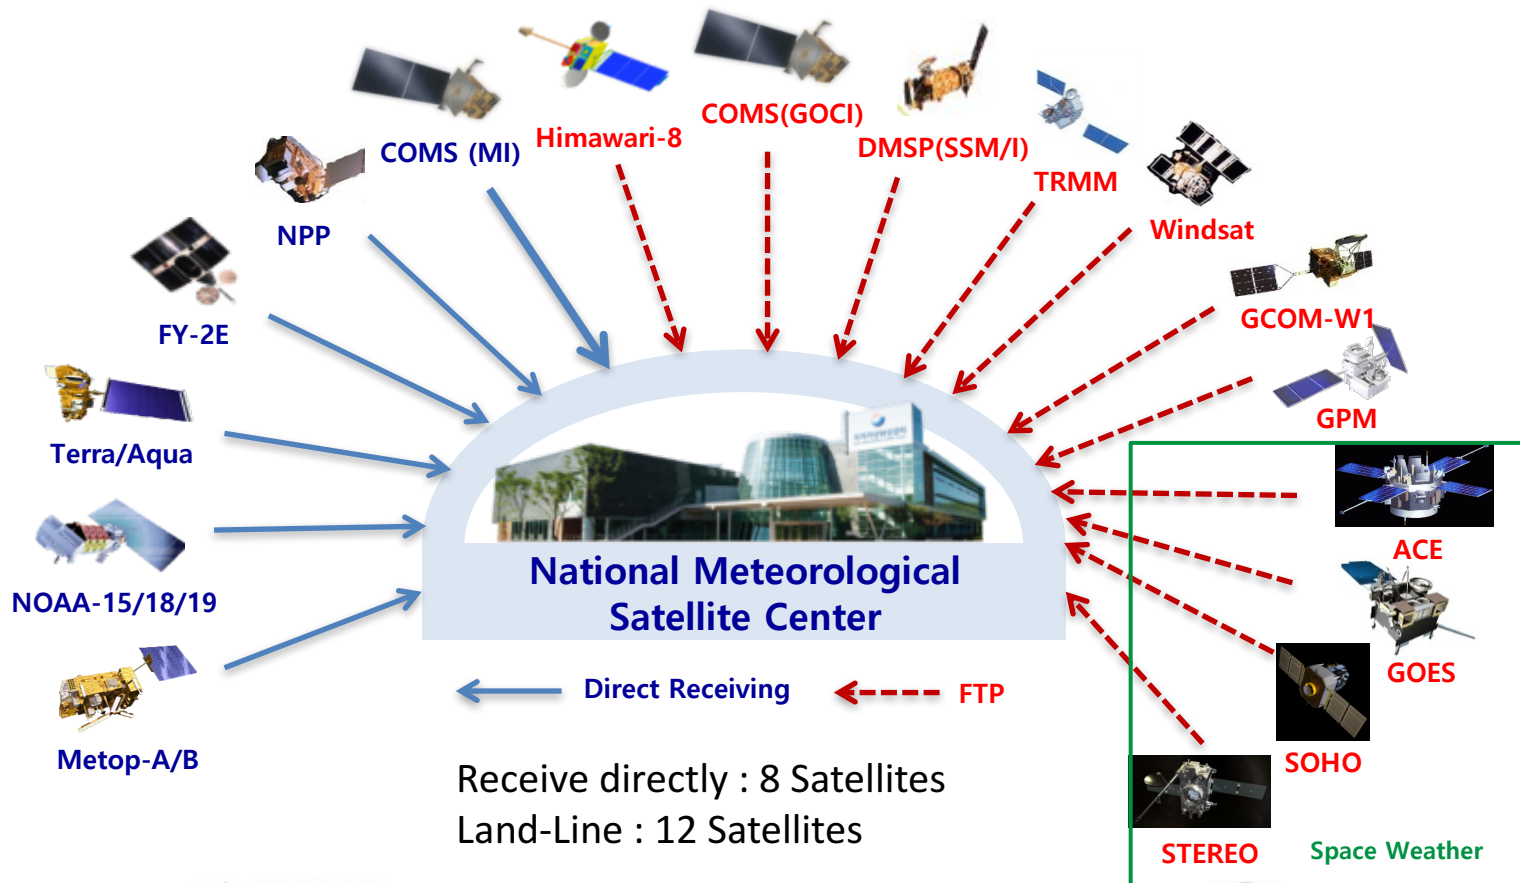 COMS(GOCI)
Himawari-8
COMS (MI)
DMSP(SSM/I)
TRMM
NPP
Windsat
FY-2E
GCOM-W1
GPM
Terra/Aqua
ACE
NOAA-15/18/19
National Meteorological
Satellite Center
GOES
Direct Receiving
FTP
Metop-A/B
SOHO
Receive directly : 8 Satellites
Land-Line : 12 Satellites
STEREO
Space Weather